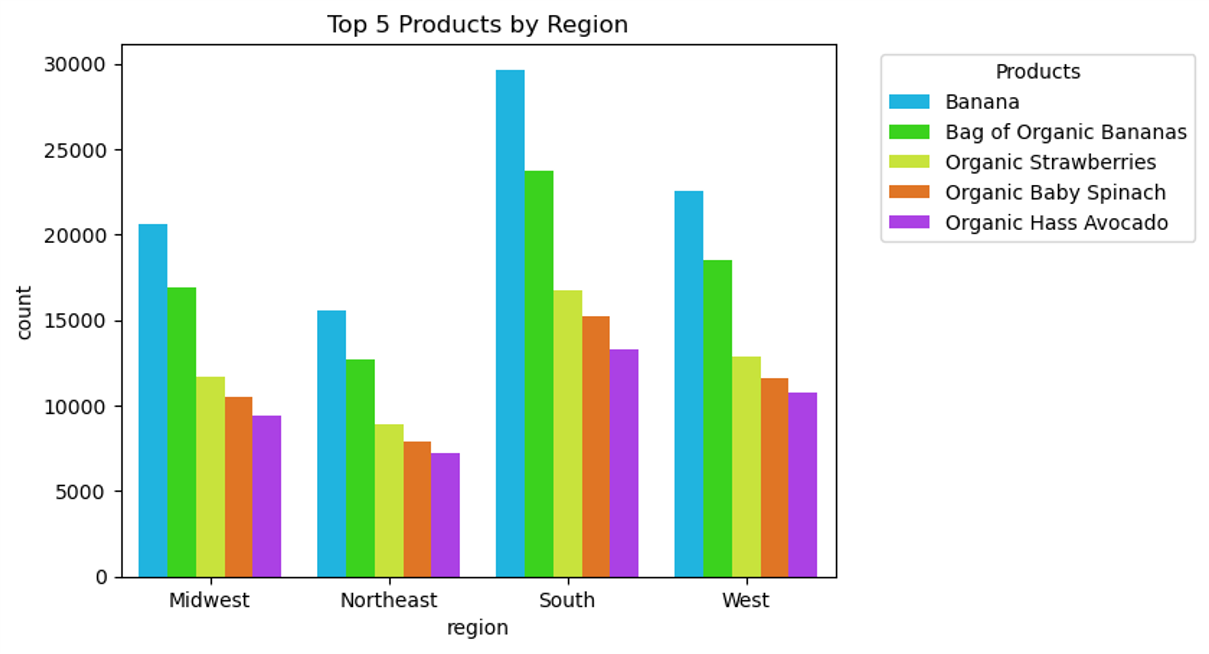 Top 5 Products by Region
30000
25000
20000
15000
10000
5000
0
count
Midwest
Northeast
South
West
region
Products
Banana
Bag of Organic Bananas
Organic Strawberries
Organic Baby Spinach
Organic Hass Avocado